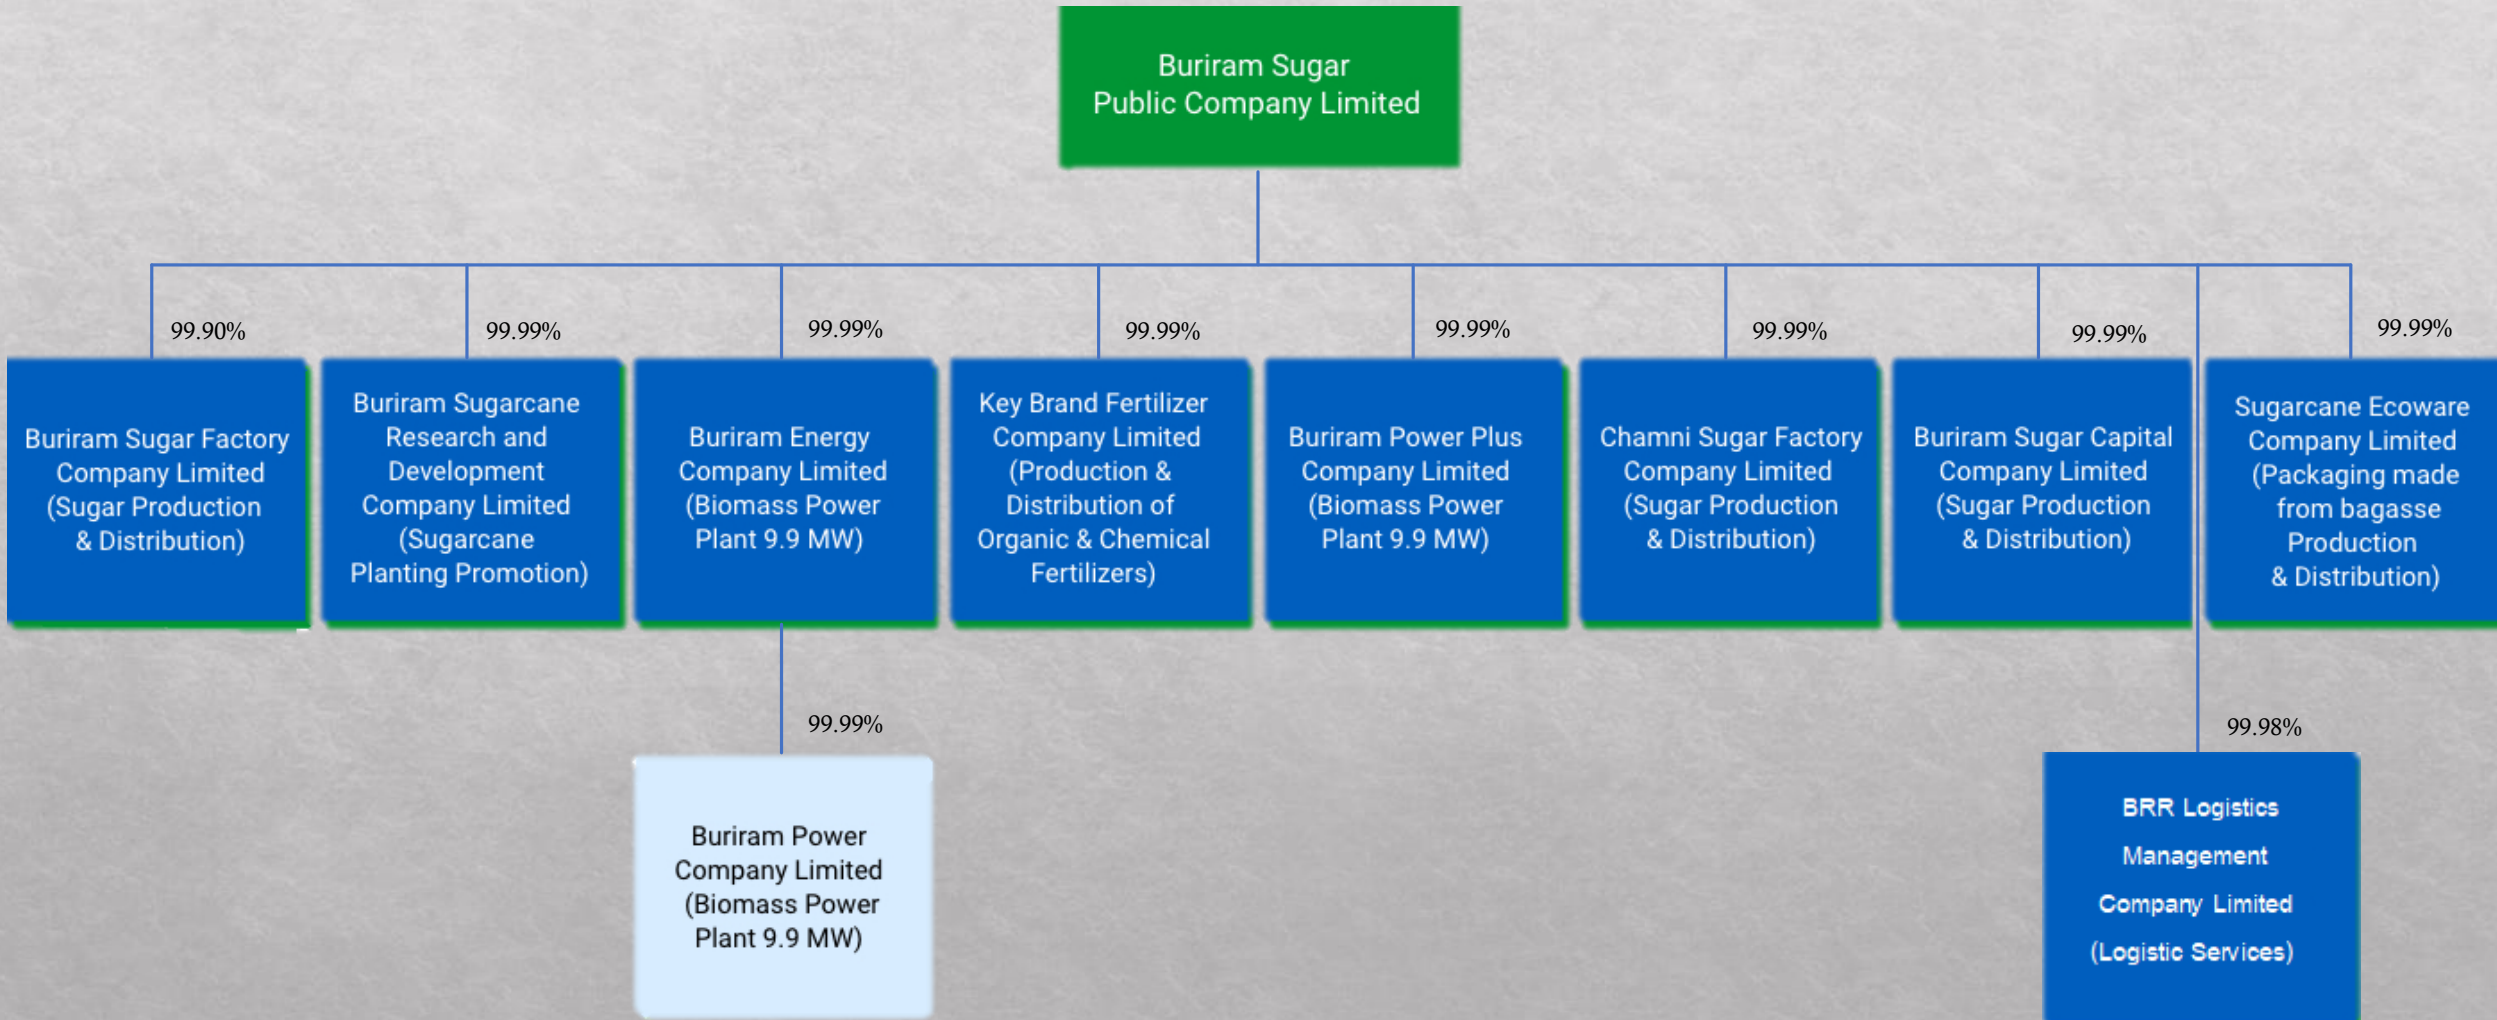 Buriram Sugar
Public Company Limited
99.90%
99.99%
99.99%
99.99%
99.99%
99.99%
99.99%
99.99%
Buriram Sugar Factory
Company Limited
(Sugar Production
& Distribution)
Buriram Sugarcane
Research and
Development
Company Limited
(Sugarcane
Planting Promotion)
Buriram Energy
Company Limited
(Biomass Power
Plant 9.9 MW)
Key Brand Fertilizer
Company Limited
(Production &
Distribution of
Organic & Chemical
Fertilizers)
Buriram Power Plus
Company Limited
(Biomass Power
Plant 9.9 MW)
Chamni Sugar Factory
Company Limited
(Sugar Production
& Distribution)
Buriram Sugar Capital
Company Limited
(Sugar Production
& Distribution)
Sugarcane Ecoware
Company Limited
(Packaging made
from bagasse
Production
& Distribution)
99.99%
99.98%
Buriram Power
Company Limited
(Biomass Power
Plant 9.9 MW)
BRR Logistics
Management
Company Limited
(Logistic Services)